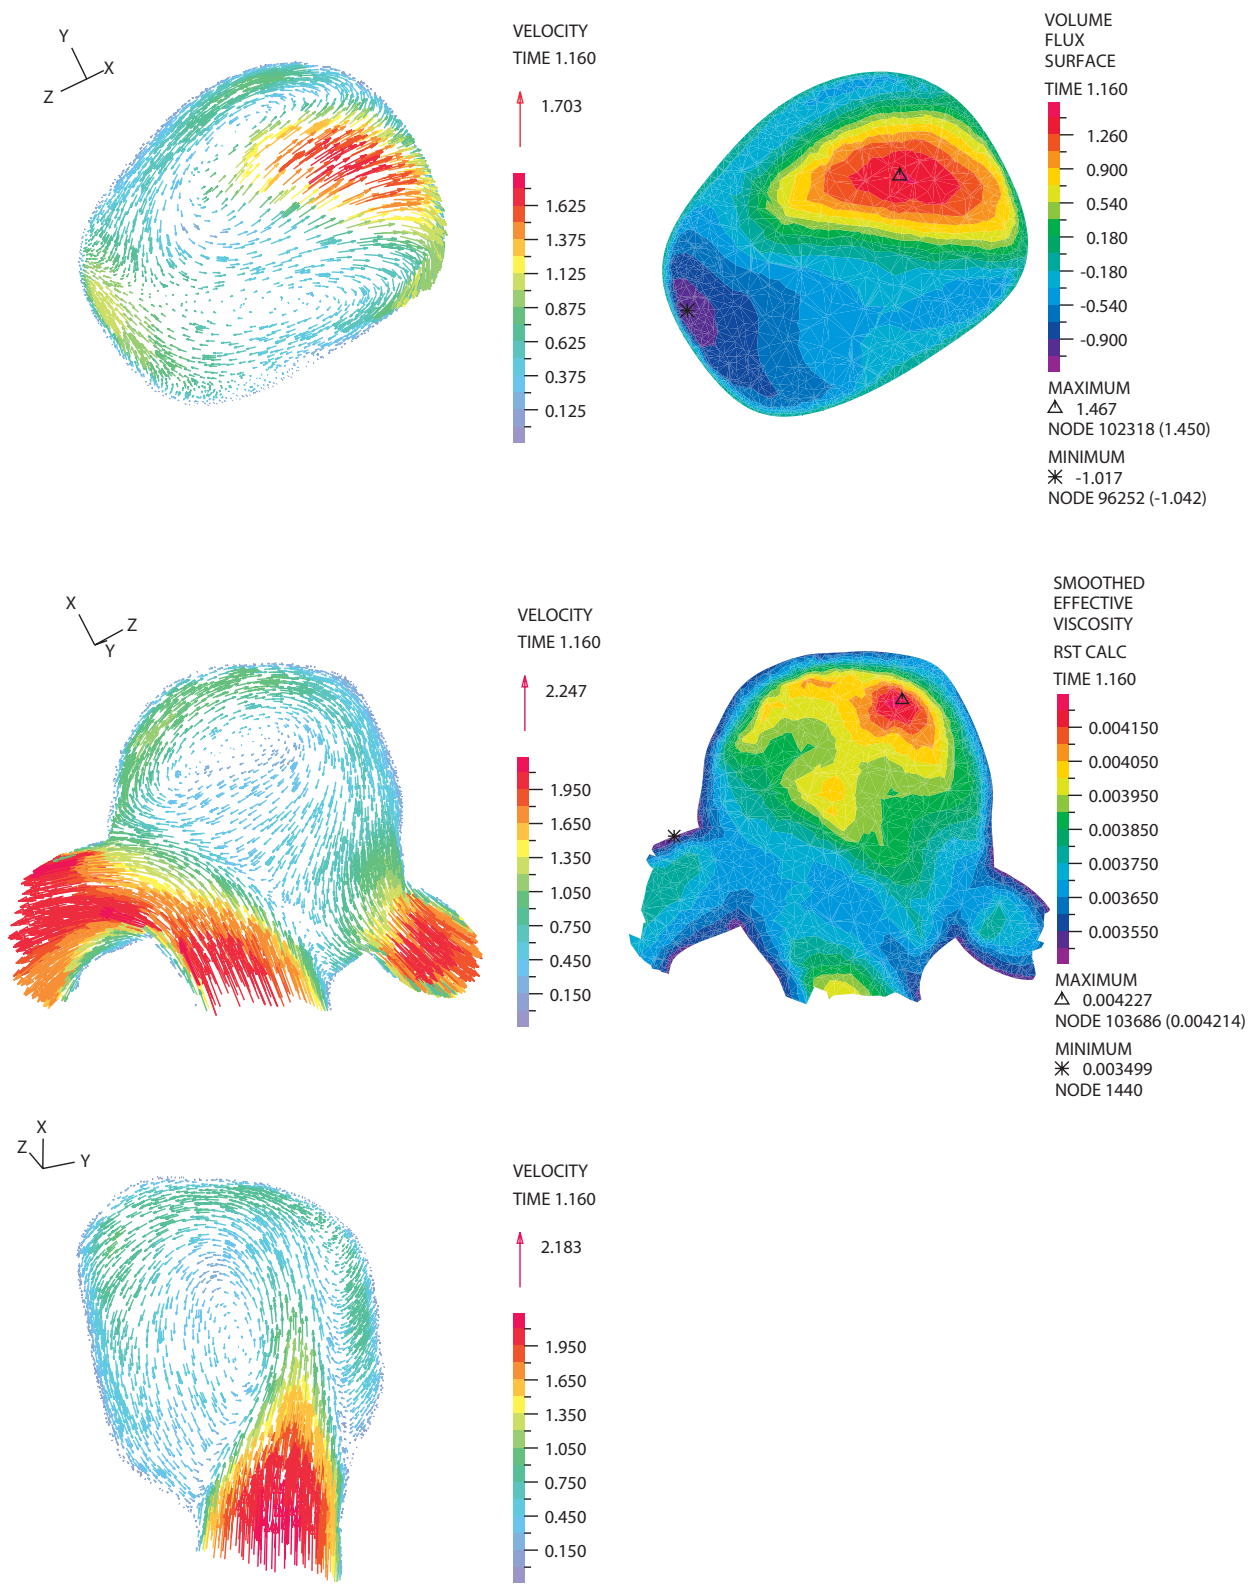 Y
X
Z
VELOCITY
TIME 1.160
1.703
1.625
1.375
1.125
0.875
0.625
0.375
0.125
VOLUME
FLUX
SURFACE
TIME 1.160
1.260
0.900
0.540
0.180
-0.180
-0.540
-0.900
MAXIMUM
1.467
NODE 102318 (1.450)
MINIMUM
-1.017
NODE 96252 (-1.042)
X
Z
Y
VELOCITY
TIME 1.160
2.247
1.950
1.650
1.350
1.050
0.750
0.450
0.150
SMOOTHED
EFFECTIVE
VISCOSITY
RST CALC
TIME 1.160
0.004150
0.004050
0.003950
0.003850
0.003750
0.003650
0.003550
MAXIMUM
0.004227
NODE 103686 (0.004214)
MINIMUM
0.003499
NODE 1440
X
Z
Y
VELOCITY
TIME 1.160
2.183
1.950
1.650
1.350
1.050
0.750
0.450
0.150